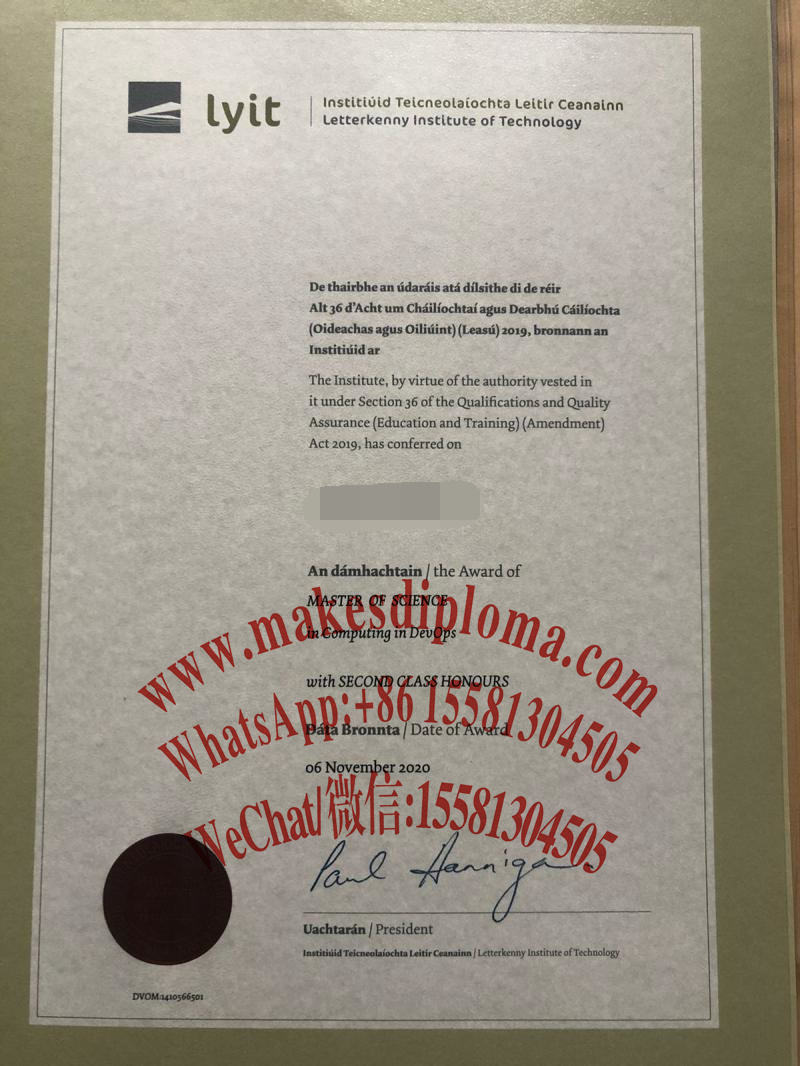 lyit
Institiúid Teicneolaíochta Leitir Ceanainn
Letterkenny Institute of Technology
De thairbhe an údaráis atá dílsithe di de réir
Alt 36 d'Acht um Cháilíochtaí agus Dearbhú Cáilíochta
(Oideachas agus Oiliúint) (Leasú) 2019, bronnann an
Institiúid ar
The Institute, by virtue of the authority vested in
it under Section 36 of the Qualifications and Quality
Assurance (Education and Training) (Amendment)
Act 2019, has conferred on
An dámhachtain / the Award of
MASTER OF SCIENCE
in Computing in DevOps
www.makesdiploma.com
with SECOND CLASS HONOURS
WhatsApp:+86 15581304505
Dáta Bronnta / Date of Award
06 November 2020
WeChat/微信:15581304505
Paul Hannigan
Uachtarán / President
Institiúid Teicneolaíochta Leitir Ceanainn / Letterkenny Institute of Technology
DVOM:1410566501